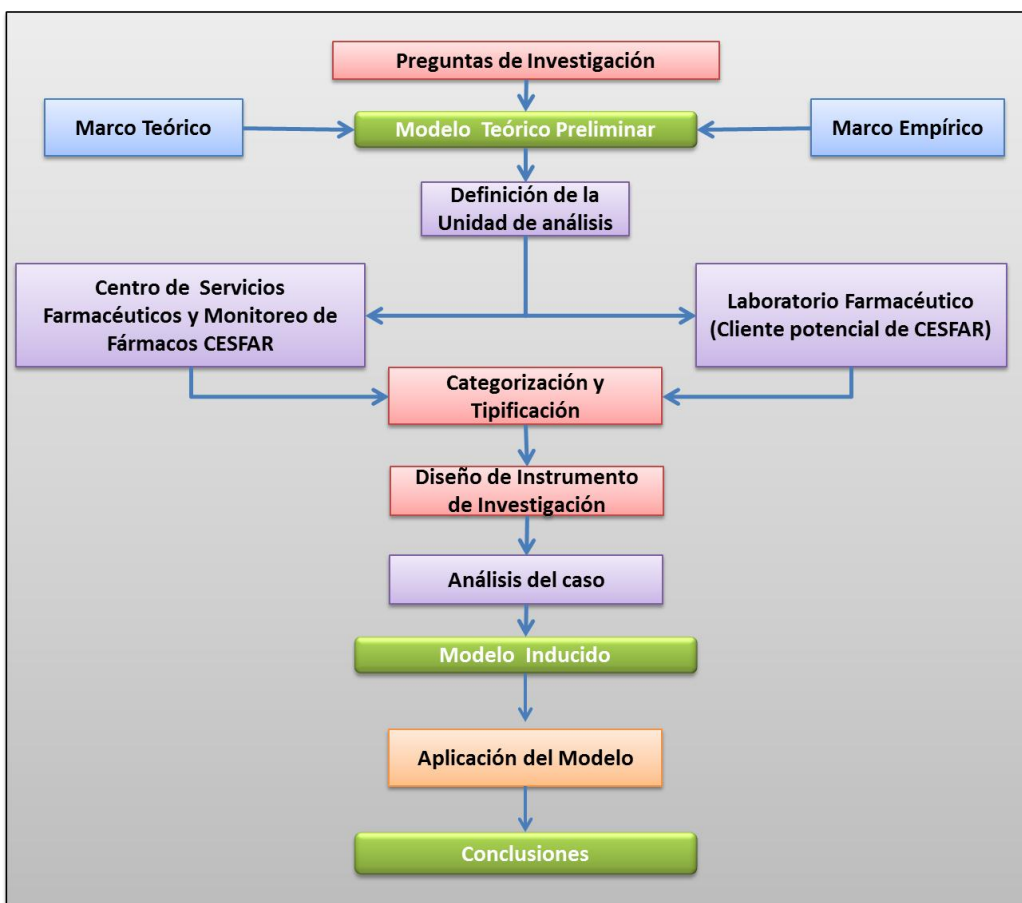 Preguntas de Investigación
Marco Teórico
Modelo Teórico Preliminar
Marco Empírico
Definición de la
Unidad de análisis
Centro de Servicios
Farmacéuticos y Monitoreo de
Fármacos CESFAR
Laboratorio Farmacéutico
(Cliente potencial de CESFAR)
Categorización y
Tipificación
Diseño de Instrumento
de Investigación
Análisis del caso
Modelo Inducido
Aplicación del Modelo
Conclusiones